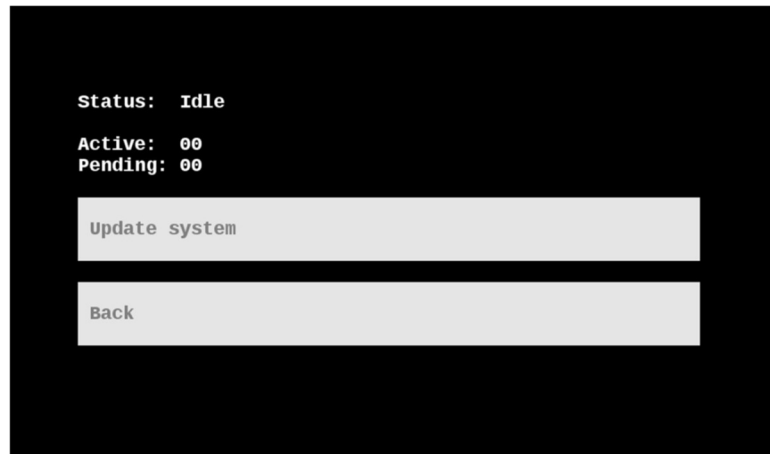 Status:  Idle
Active:  00
Pending: 00
Update system
Back